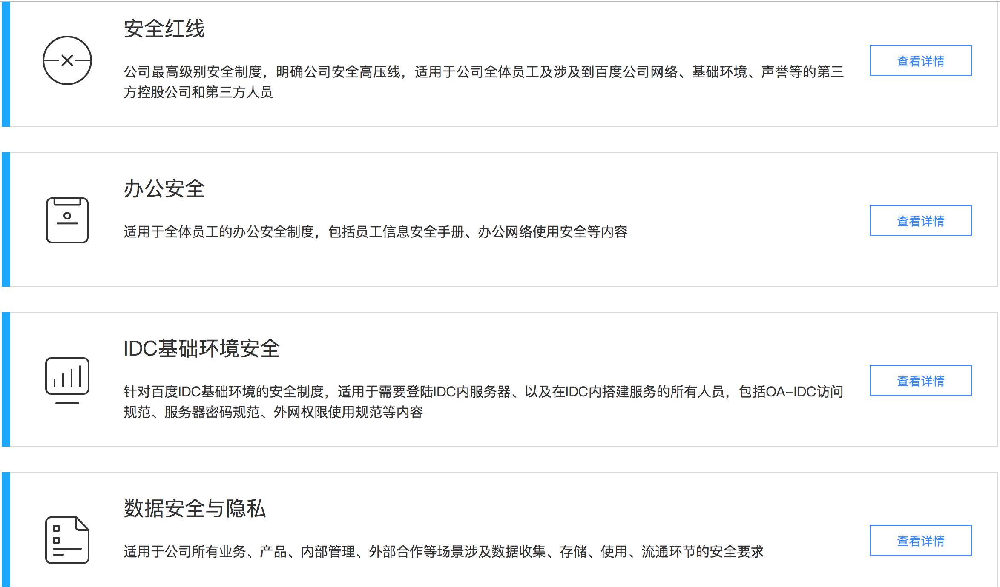 安全红线
公司最高级别安全制度，明确公司安全高压线，适用于公司全体员工及涉及到百度公司网络、基础环境、声誉等的第三
方控股公司和第三方人员
查看详情
办公安全
适用于全体员工的办公安全制度，包括员工信息安全手册、办公网络使用安全等内容
查看详情
IDC基础环境安全
针对百度IDC基础环境的安全制度，适用于需要登陆IDC内服务器、以及在IDC内搭建服务的所有人员，包括OA-IDC访问
规范、服务器密码规范、外网权限使用规范等内容
查看详情
数据安全与隐私
适用于公司所有业务、产品、内部管理、外部合作等场景涉及数据收集、存储、使用、流通环节的安全要求
查看详情